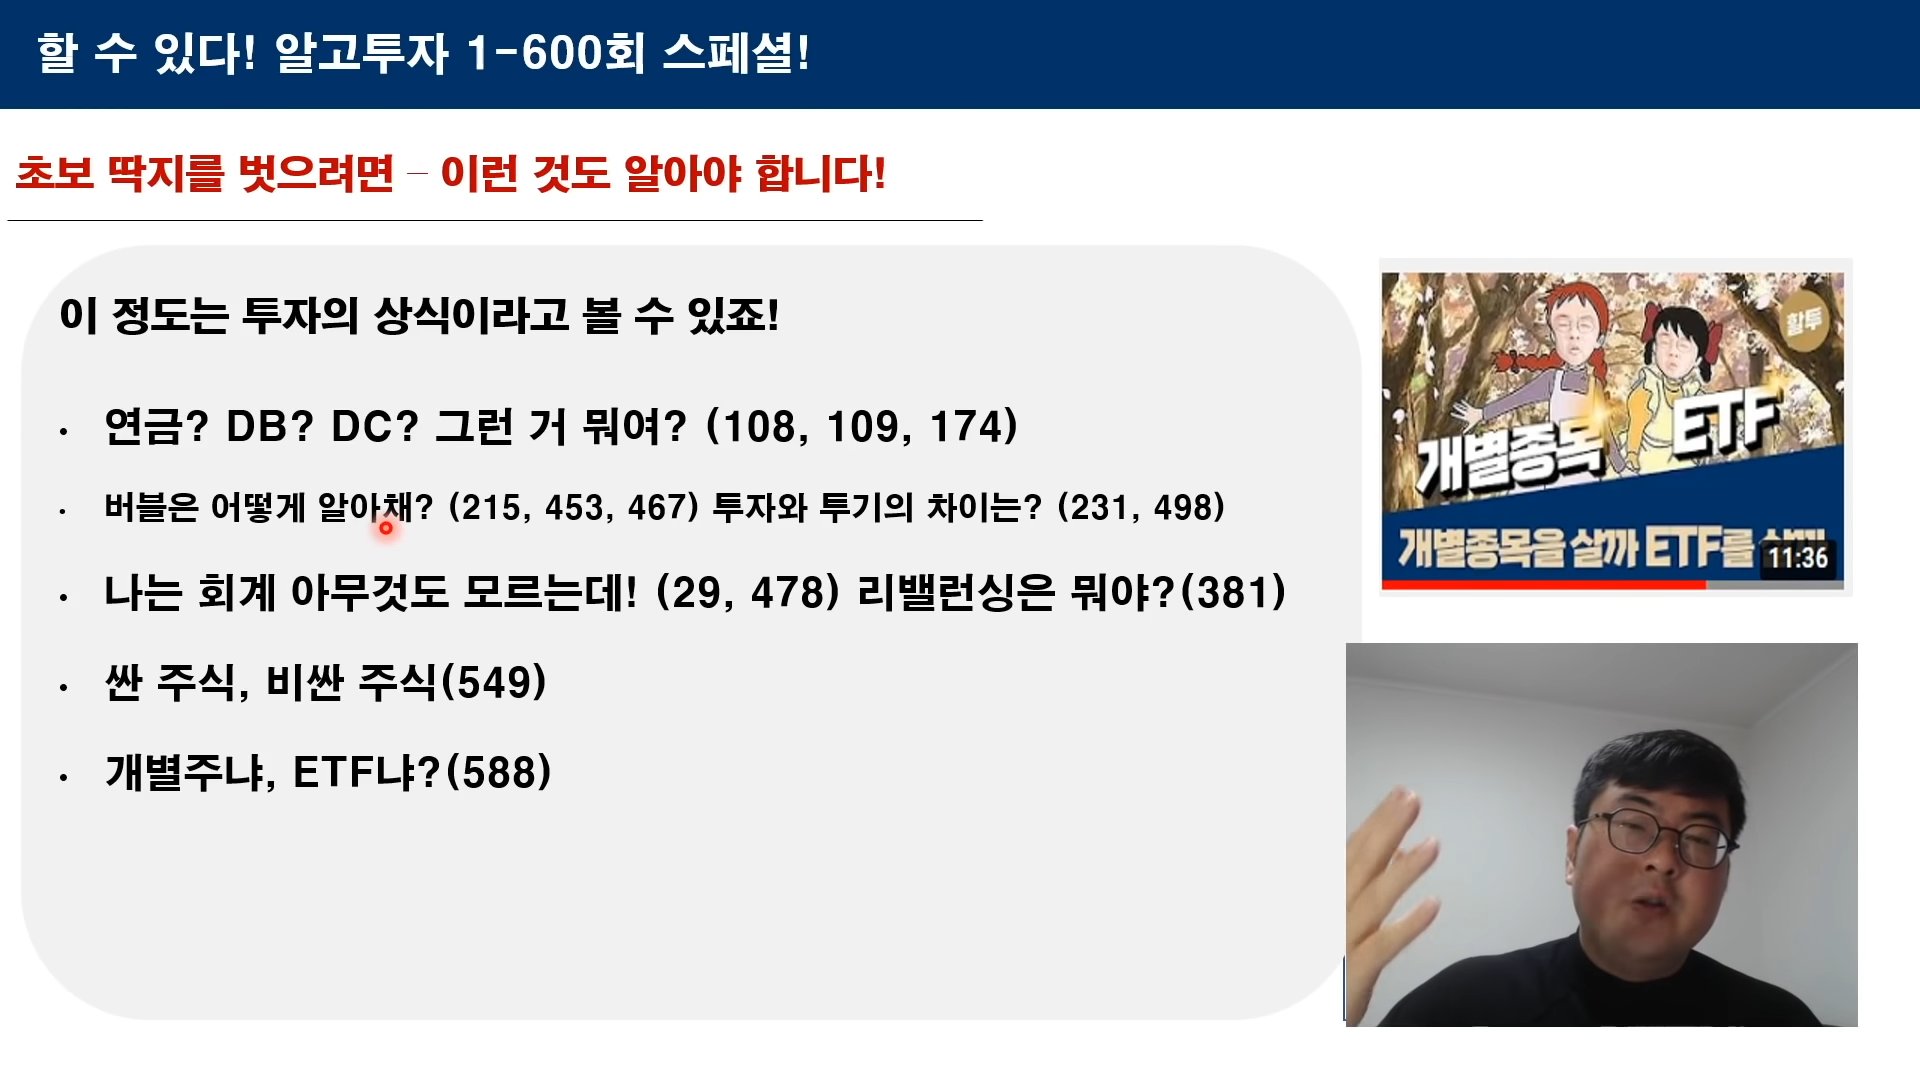 할 수 있다! 알고투자 1-600회 스페셜!
초보 딱지를 벗으려면 – 이런 것도 알아야 합니다!
이 정도는 투자의 상식이라고 볼 수 있죠!
• 연금? DB? DC? 그런 거 뭐여? (108, 109, 174)
• 버블은 어떻게 알아채? (215, 453, 467) 투자와 투기의 차이는? (231, 498)
• 나는 회계 아무것도 모르는데! (29, 478) 리밸런싱은 뭐야?(381)
• 싼 주식, 비싼 주식(549)
• 개별주냐, ETF냐?(588)
할투
개별종목
ETF
개별종목을 살까 ETF를
11:36